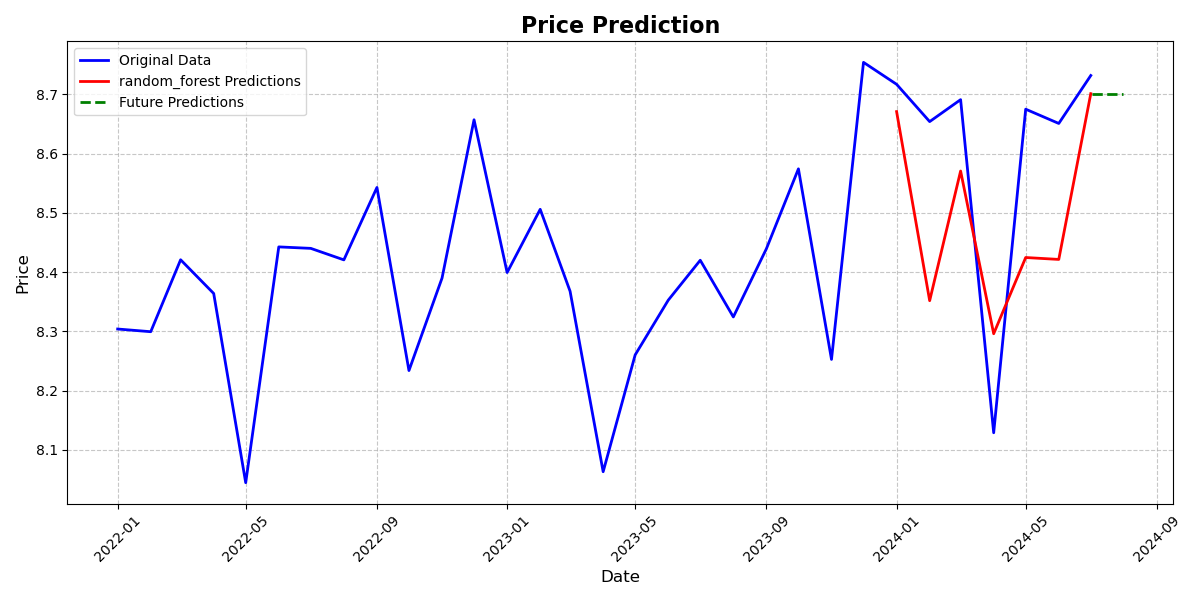 Price Prediction
Original Data
random_forest Predictions
Future Predictions
Price
8.7
8.6
8.5
8.4
8.3
8.2
8.1
2022-01
2022-05
2022-09
2023-01
2023-05
2023-09
2024-01
2024-05
2024-09
Date